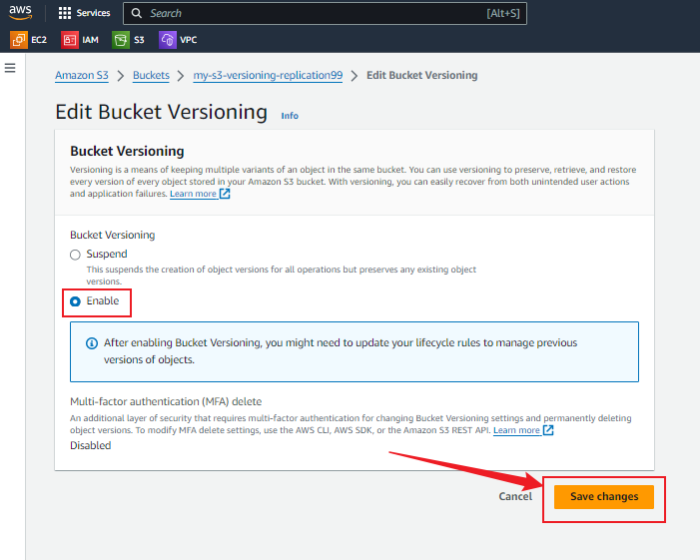 aws
Services
Search
[Alt+S]
EC2
IAM
S3
VPC
Amazon S3 > Buckets > my-s3-versioning-replication99 > Edit Bucket Versioning
Edit Bucket Versioning Info
Bucket Versioning
Versioning is a means of keeping multiple variants of an object in the same bucket. You can use versioning to preserve, retrieve, and restore
every version of every object stored in your Amazon S3 bucket. With versioning, you can easily recover from both unintended user actions
and application failures. Learn more
Bucket Versioning
Suspend
This suspends the creation of object versions for all operations but preserves any existing object
versions.
Enable
After enabling Bucket Versioning, you might need to update your lifecycle rules to manage previous
versions of objects.
Multi-factor authentication (MFA) delete
An additional layer of security that requires multi-factor authentication for changing Bucket Versioning settings and permanently deleting
object versions. To modify MFA delete settings, use the AWS CLI, AWS SDK, or the Amazon S3 REST API. Learn more
Disabled
Cancel
Save changes